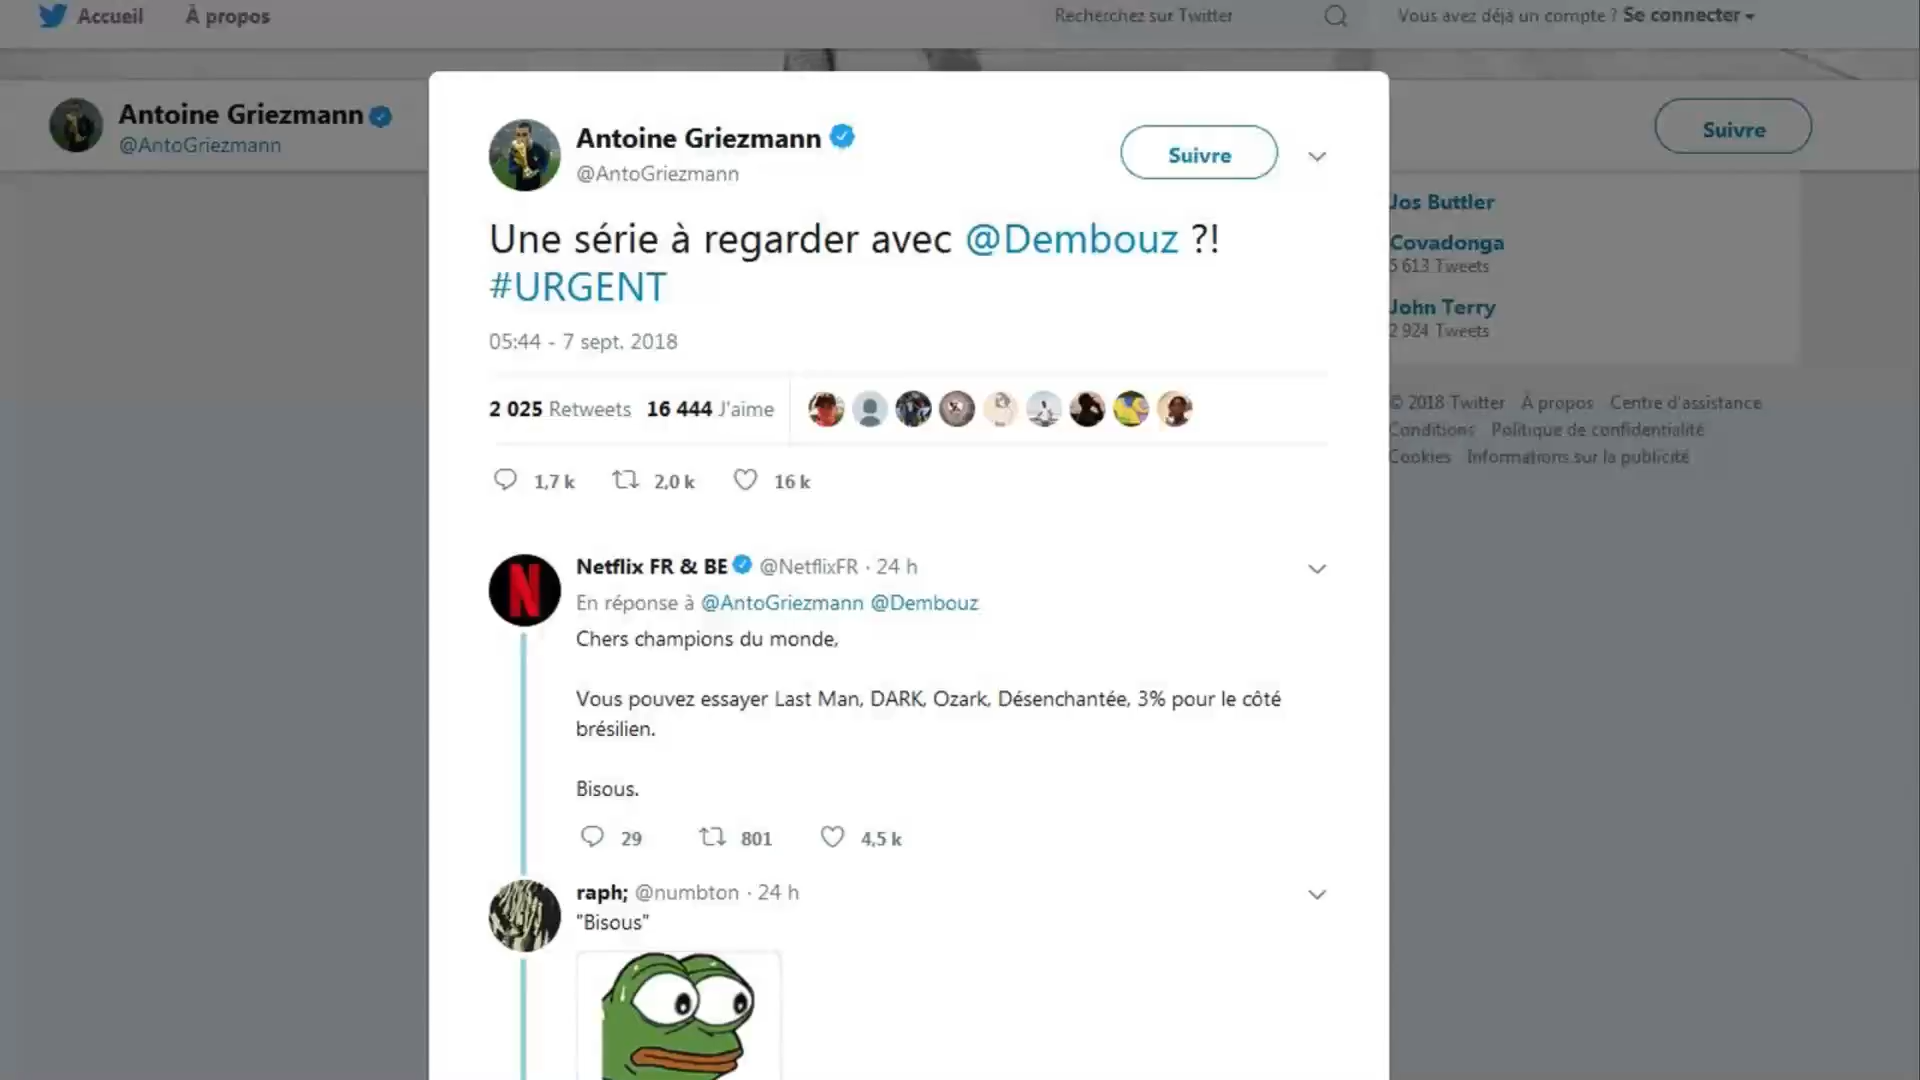 Accueil À propos Recherchez sur Twitter Vous avez déjà un compte ? Se connecter
Antoine Griezmann
@AntoGriezmann
Suivre
Antoine Griezmann
@AntoGriezmann
Suivre
Une série à regarder avec @Dembouz ?!
#URGENT
05:44 - 7 sept. 2018
2 025 Retweets 16 444 J'aime
1,7 k 2,0 k 16 k
Netflix FR & BE @NetflixFR · 24 h
En réponse à @AntoGriezmann @Dembouz
Chers champions du monde,
Vous pouvez essayer Last Man, DARK, Ozark, Désenchantée, 3% pour le côté
brésilien.
Bisous.
29 801 4,5 k
raph; @numbton · 24 h
"Bisous"
Jos Buttler
Covadonga
5 613 Tweets
John Terry
2 924 Tweets
© 2018 Twitter À propos Centre d'assistance
Conditions Politique de confidentialité
Cookies Informations sur la publicité